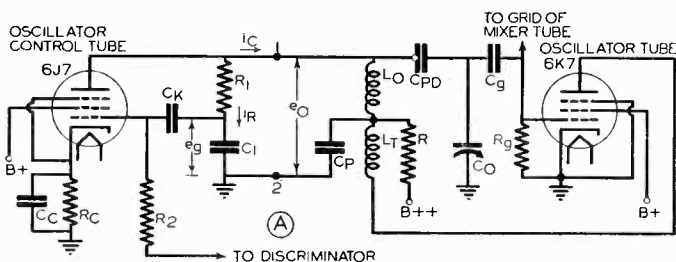 OSCILLATOR
CONTROL TUBE
6J7
TO GRID OF
MIXER TUBE
OSCILLATOR TUBE
6K7
iC
1
CK
R1
iR
eg
C1
eO
2
LO
CPD
Cg
CP
LT
R
CO
Rg
B+
B++
B+
CC
RC
R2
A
TO DISCRIMINATOR